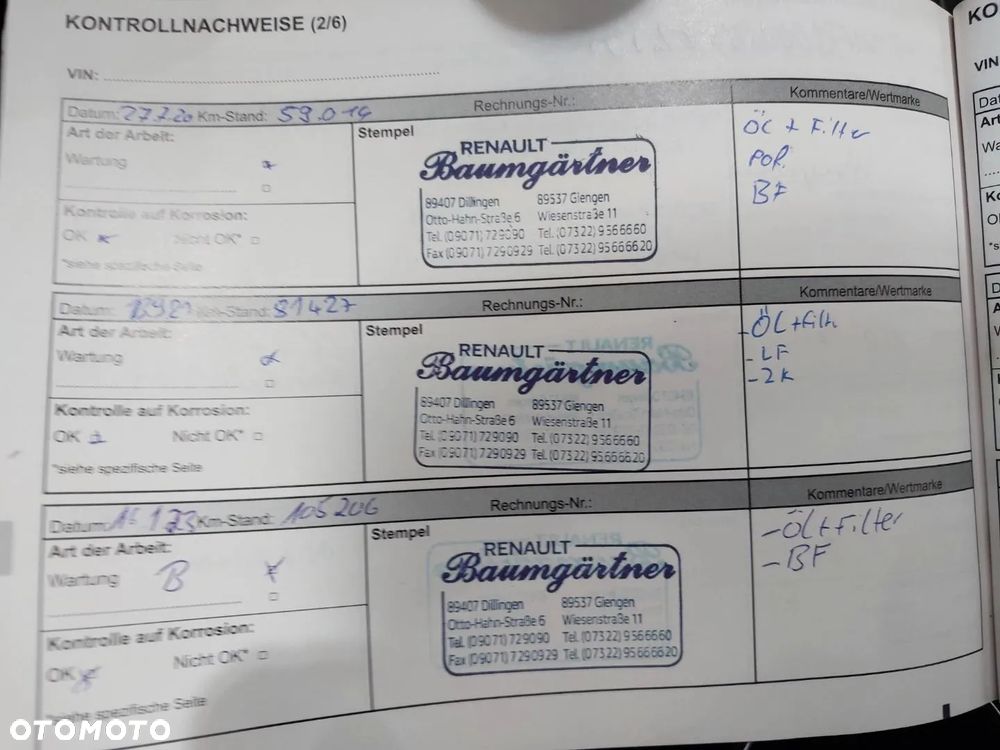 KONTROLLNACHWEISE (2/6)
VIN:
Datum: 27.7.20 Km-Stand: 59.014 Rechnungs-Nr.: Kommentare/Wertmarke
Art der Arbeit:
Wartung
Kontrolle auf Korrosion:
OK Nicht OK*
*siehe spezifische Seite
Stempel
RENAULT
Baumgärtner
89407 Dillingen 89537 Giengen
Otto-Hahn-Straße 6 Wiesenstraße 11
Tel. (09071) 729090 Tel. (07322) 9566660
Fax (09071) 7290929 Tel. (07322) 95666620
ÖL + Filter
Pol.
BF
Datum: Km-Stand: 81427 Rechnungs-Nr.: Kommentare/Wertmarke
Art der Arbeit:
Wartung
Kontrolle auf Korrosion:
OK Nicht OK*
*siehe spezifische Seite
Stempel
RENAULT
Baumgärtner
89407 Dillingen 89537 Giengen
Otto-Hahn-Straße 6 Wiesenstraße 11
Tel. (09071) 729090 Tel. (07322) 9566660
Fax (09071) 7290929 Tel. (07322) 95666620
-ÖL+Filt
-LF
-ZK
Datum: Km-Stand: 105206 Rechnungs-Nr.: Kommentare/Wertmarke
Art der Arbeit:
Wartung B
Kontrolle auf Korrosion:
OK Nicht OK*
*siehe spezifische Seite
Stempel
RENAULT
Baumgärtner
89407 Dillingen 89537 Giengen
Otto-Hahn-Straße 6 Wiesenstraße 11
Tel. (09071) 729090 Tel. (07322) 9566660
Fax (09071) 7290929 Tel. (07322) 95666620
-ÖL+Filter
-BF
KO
VIN
OTOMOTO